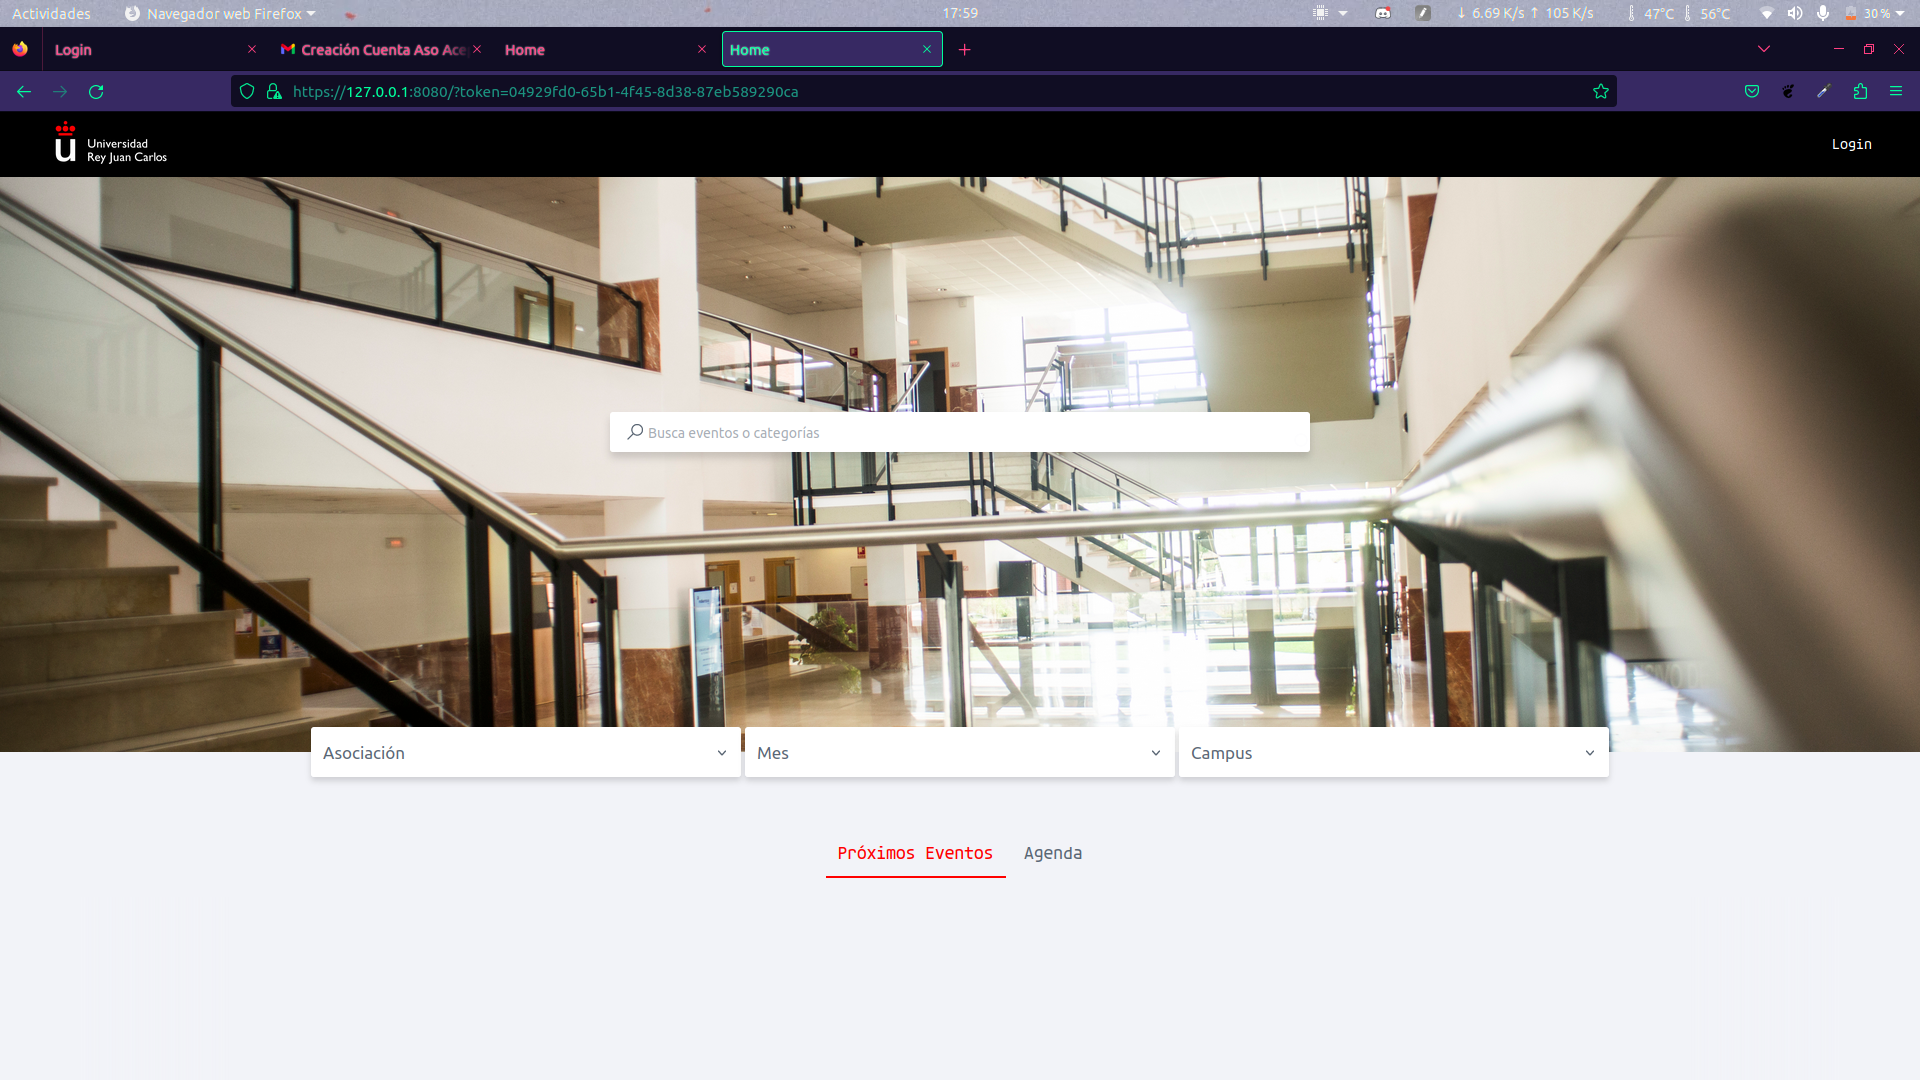 Actividades
Navegador web Firefox
17:59
↓ 6.69 K/s ↑ 105 K/s
47°C
56°C
30 %
Login
Creación Cuenta Aso Ace
Home
Home
https://127.0.0.1:8080/?token=04929fd0-65b1-4f45-8d38-87eb589290ca
Universidad
Rey Juan Carlos
Login
Busca eventos o categorías
Asociación
Mes
Campus
Próximos Eventos
Agenda